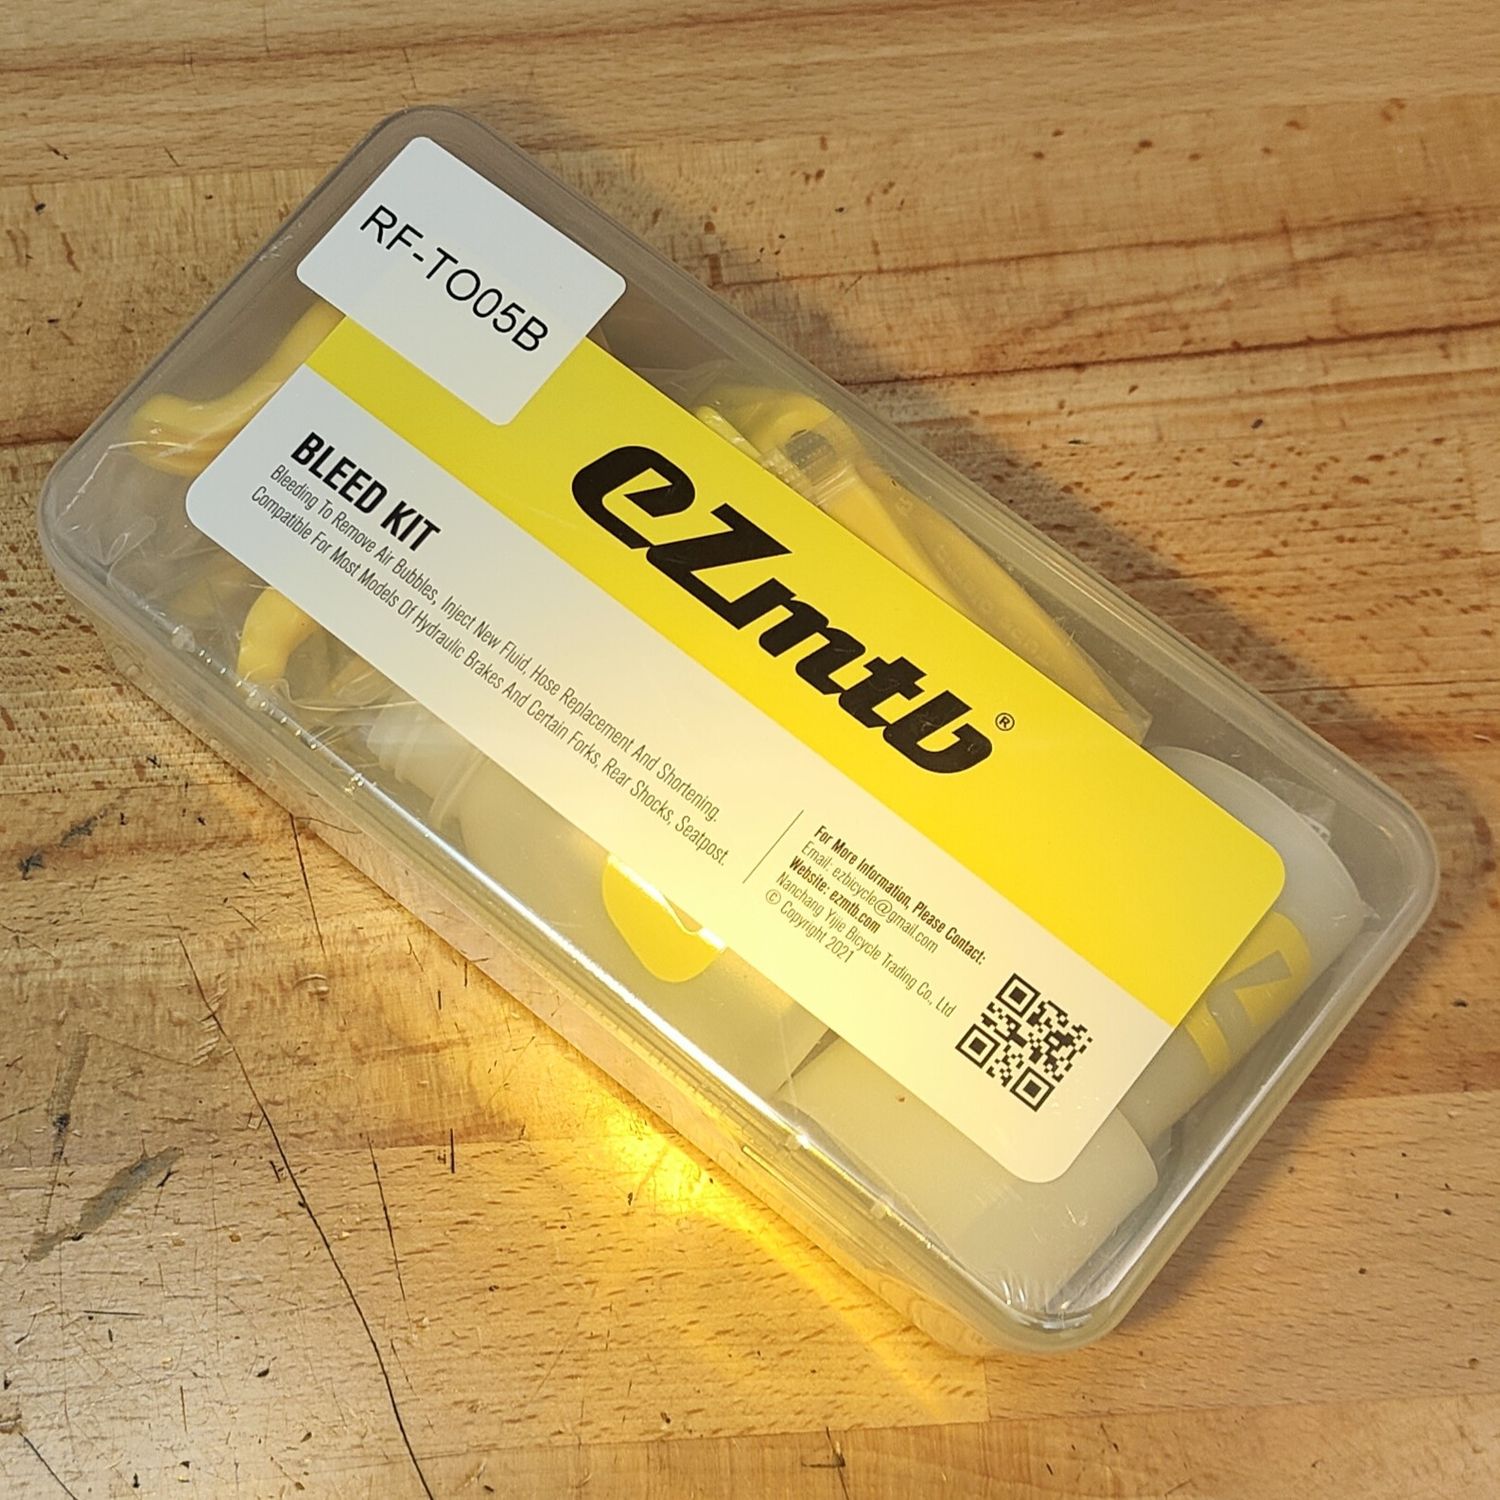 RF-TO05B
ezmtb®
BLEED KIT
Bleeding To Remove Air Bubbles, Inject New Fluid, Hose Replacement And Shortening.
Compatible For Most Models Of Hydraulic Brakes And Certain Forks, Rear Shocks, Seatpost.
For More Information, Please Contact:
Email: ezbicycle@gmail.com
Website: ezmtb.com
Nanchang Yijie Bicycle Trading Co., Ltd
© Copyright 2021